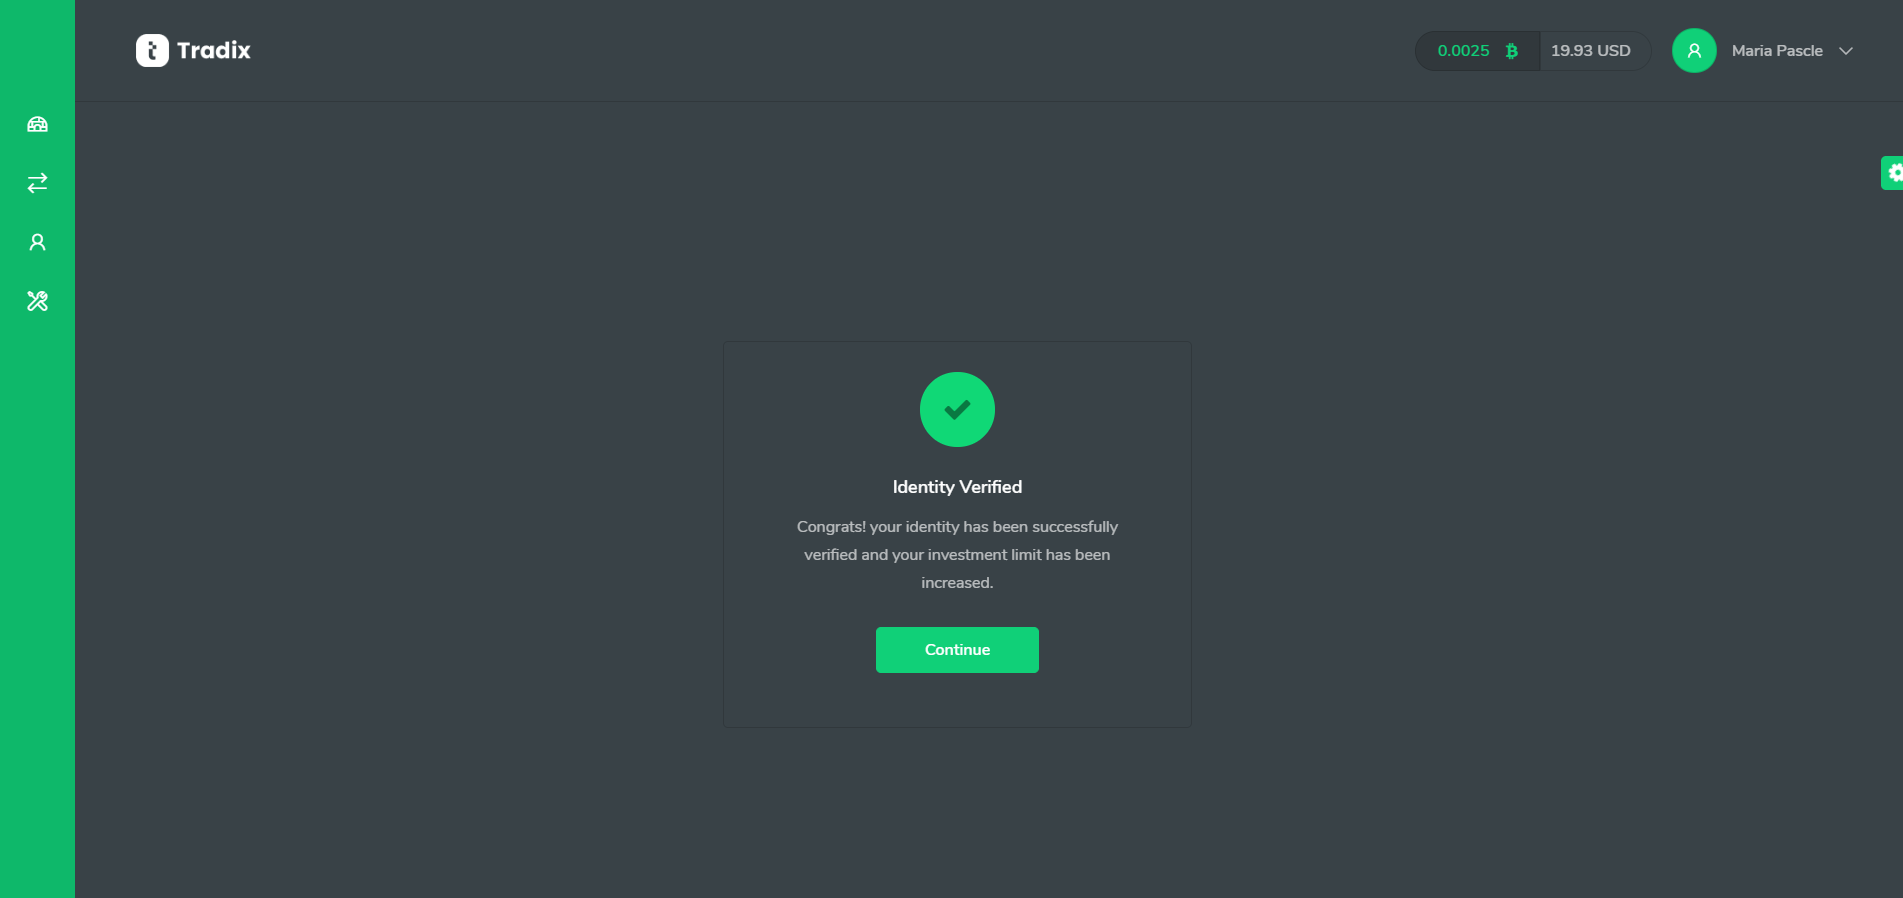 Tradix
0.0025
19.93 USD
Maria Pascle
Identity Verified
Congrats! your identity has been successfully
verified and your investment limit has been
increased.
Continue